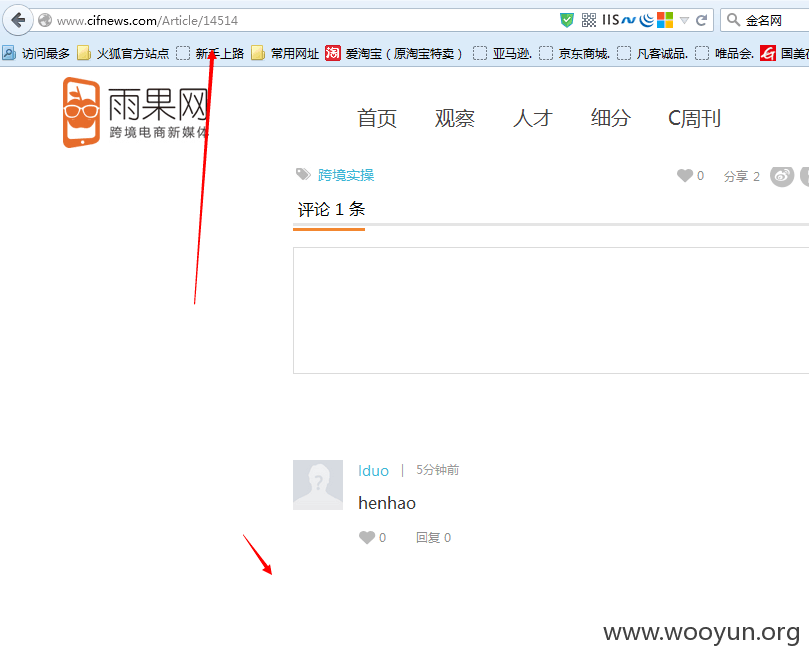 www.cifnews.com/Article/14514
IIS
金名网
访问最多 火狐官方站点 新手上路 常用网址 爱淘宝（原淘宝特卖） 亚马逊. 京东商城. 凡客诚品. 唯品会. 国美在
雨果网
跨境电商新媒体
首页 观察 人才 细分 C周刊
跨境实操
0 分享 2
评论 1 条
lduo | 5分钟前
henhao
0 回复 0
www.wooyun.org